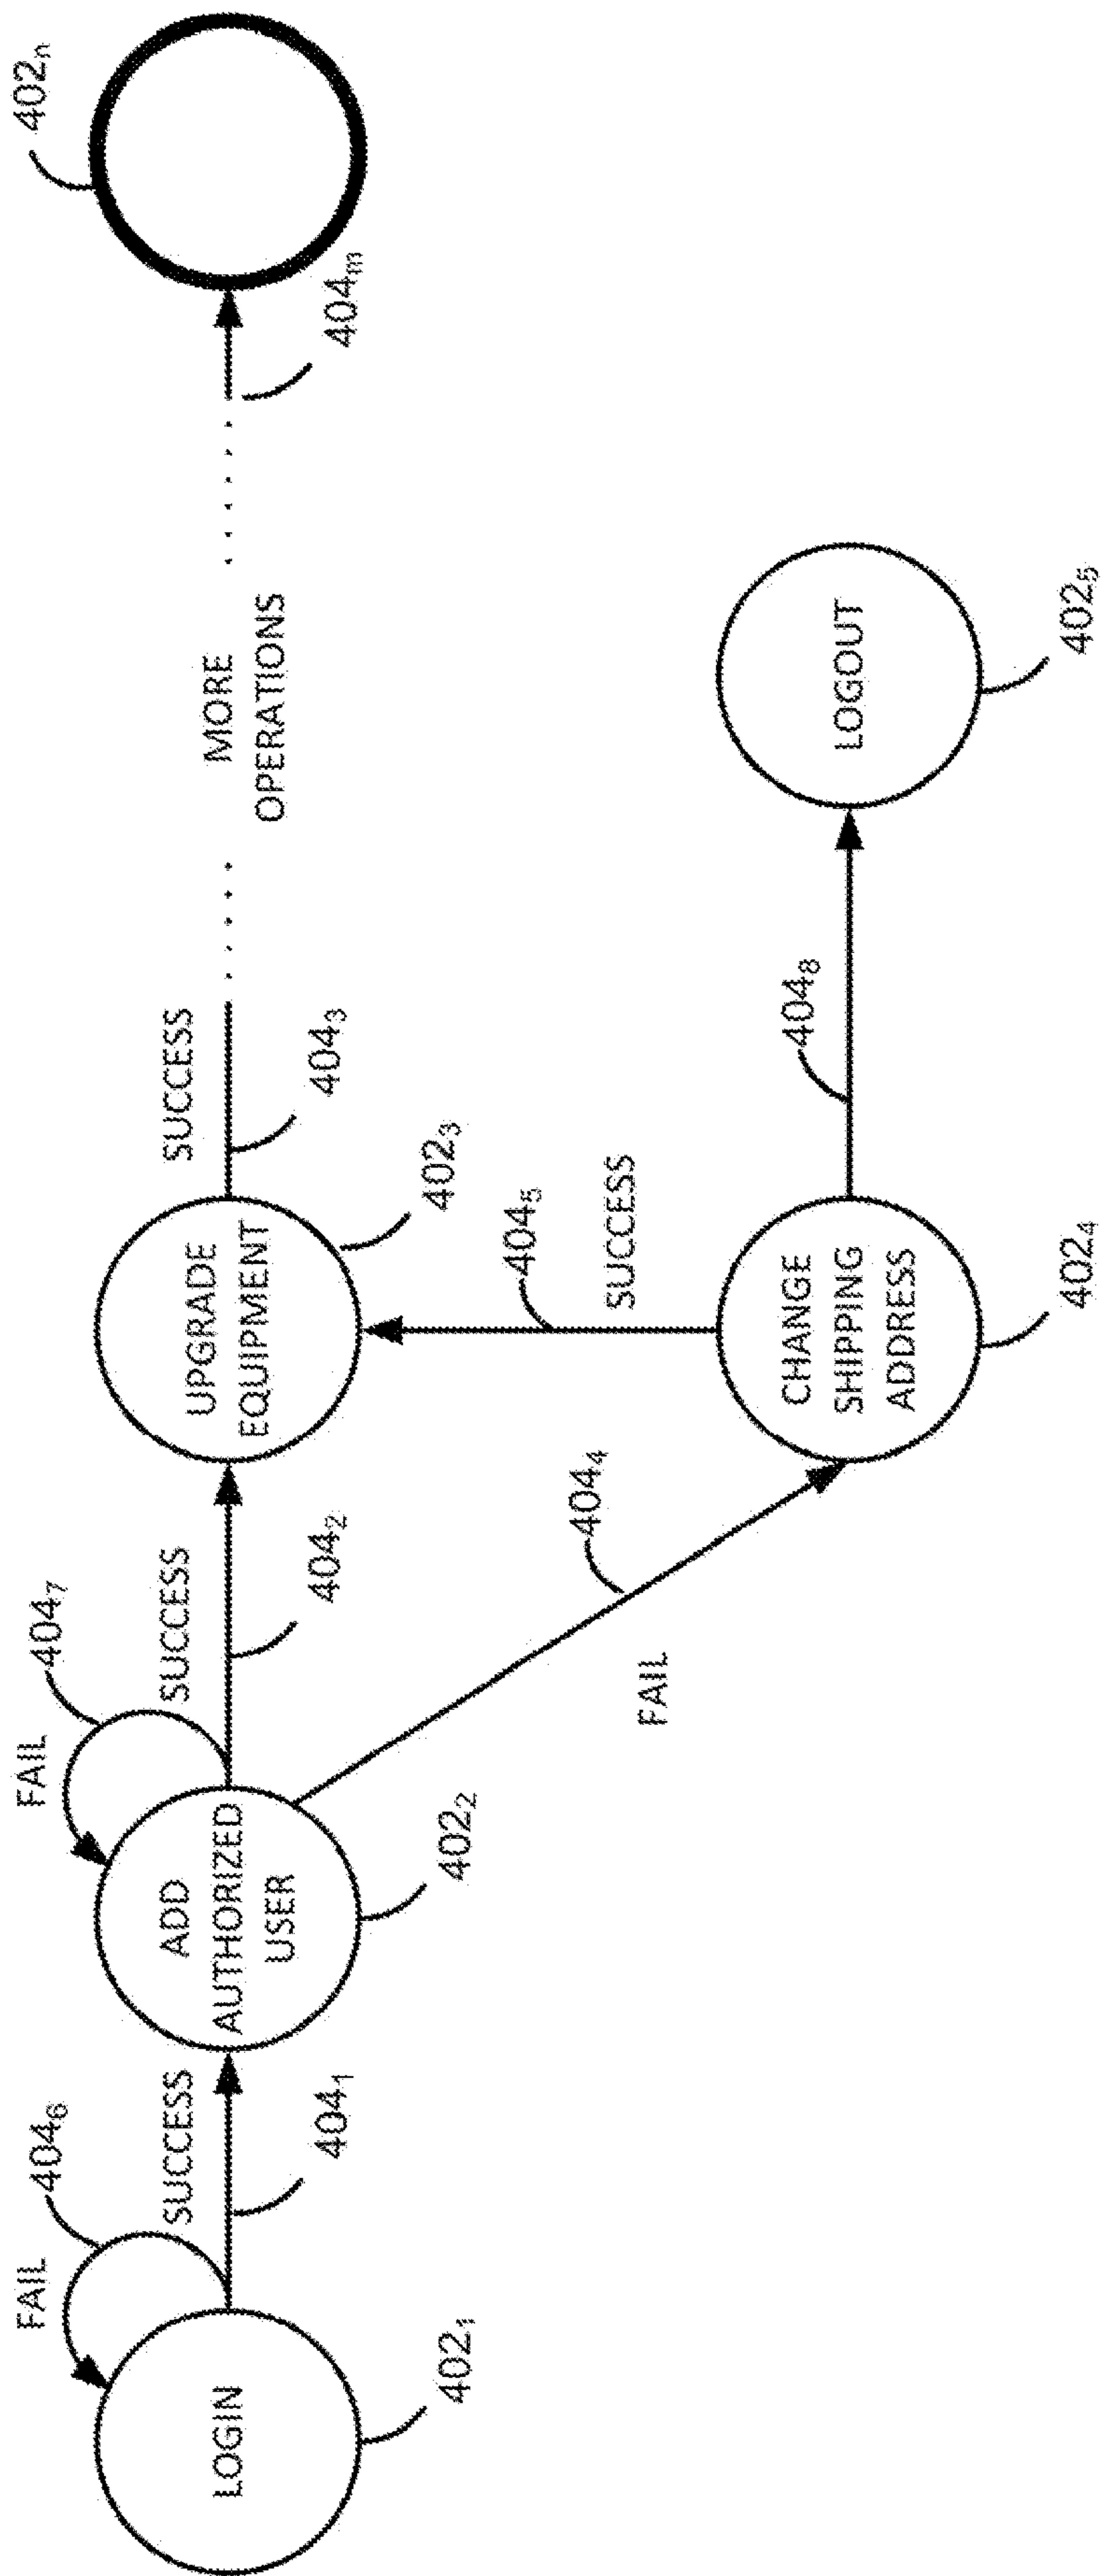 FAIL
404₆
FAIL
404₇
402ₙ
SUCCESS
SUCCESS
SUCCESS
LOGIN
ADD
AUTHORIZED
USER
UPGRADE
EQUIPMENT
MORE
OPERATIONS
404₁
404₂
404₃
404ₘ
402₁
402₂
402₃
404₄
404₅
FAIL
SUCCESS
404₈
CHANGE
SHIPPING
ADDRESS
LOGOUT
402₄
402₅